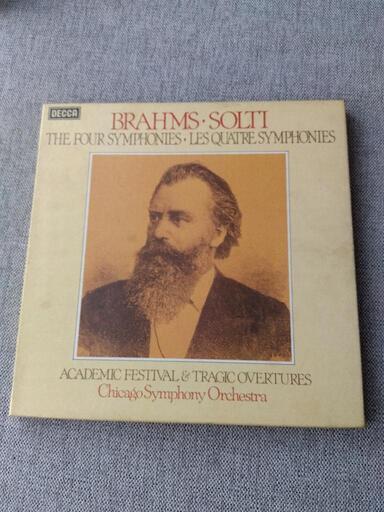 DECCA
BRAHMS · SOLTI
THE FOUR SYMPHONIES · LES QUATRE SYMPHONIES
ACADEMIC FESTIVAL & TRAGIC OVERTURES
Chicago Symphony Orchestra